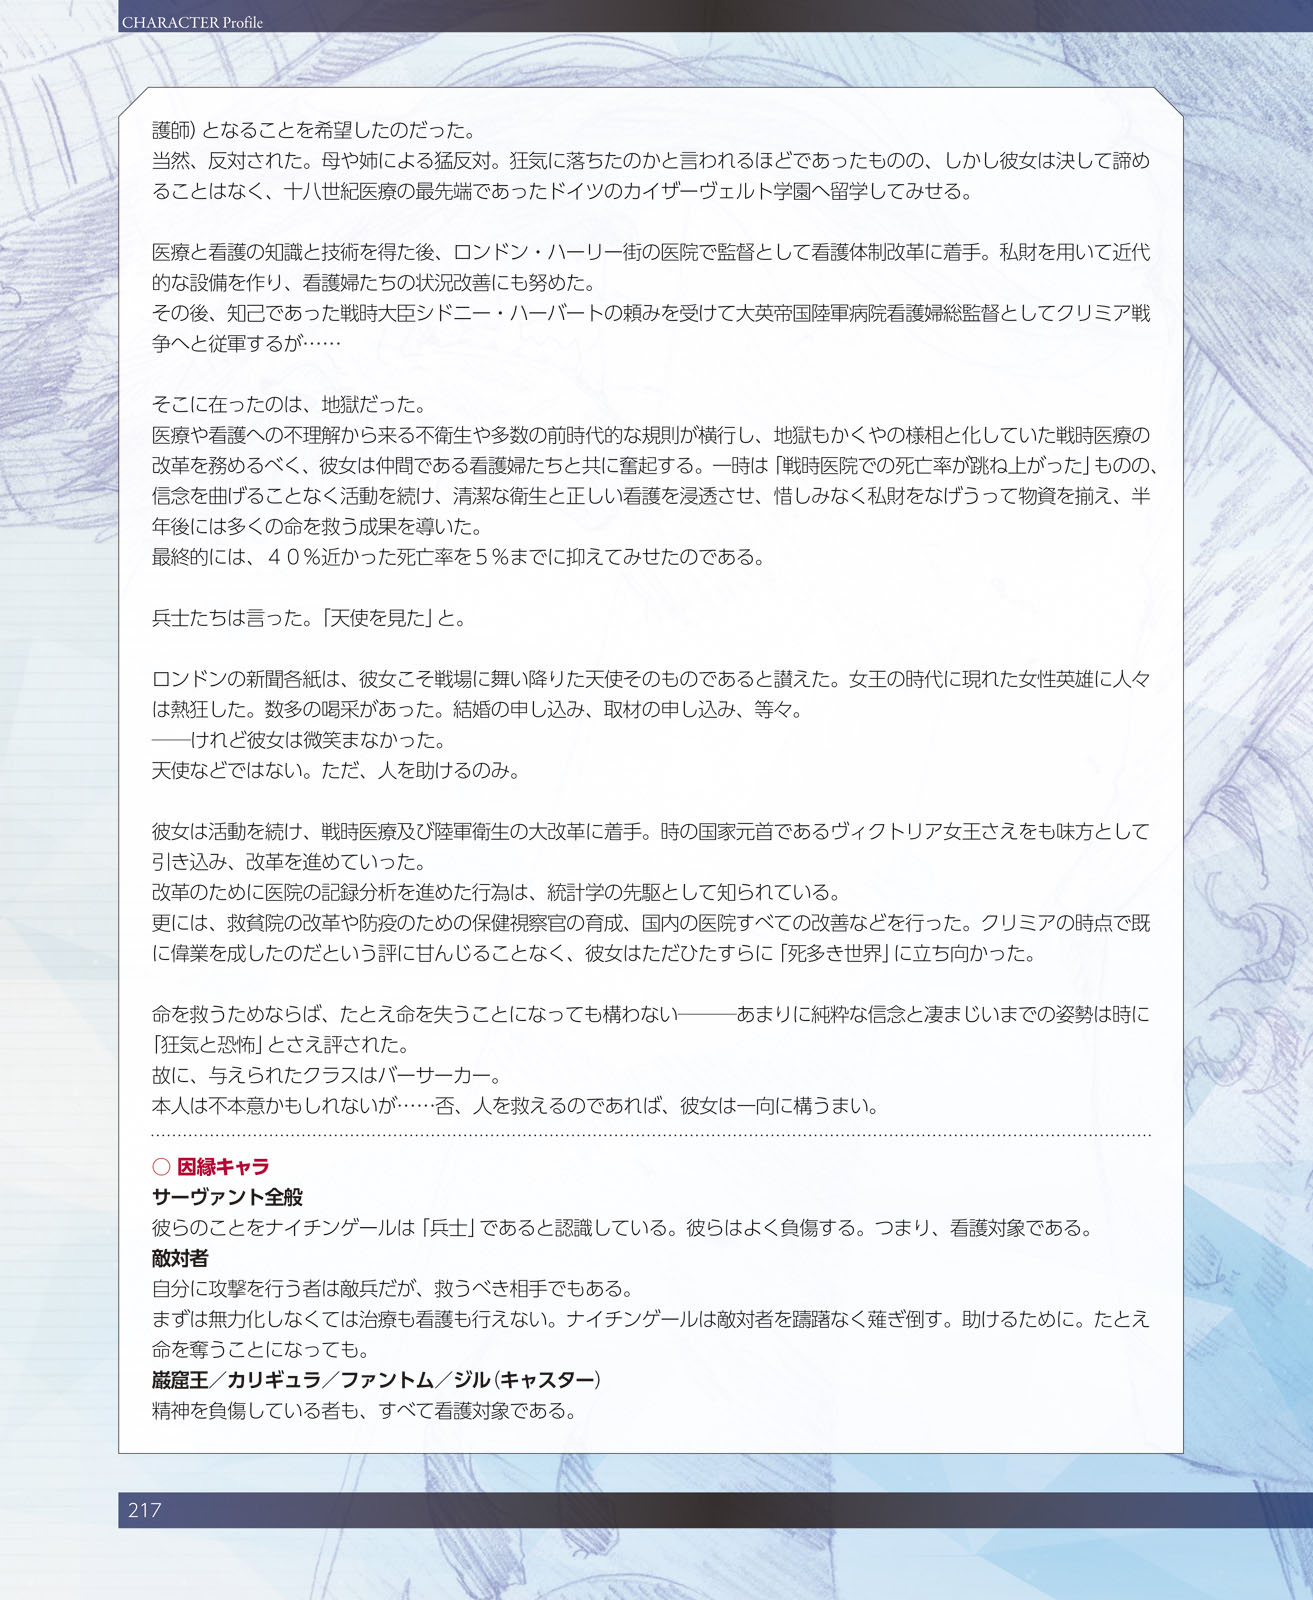 CHARACTER Profile
護師）となることを希望したのだった。
当然、反対された。母や姉による猛反対。狂気に落ちたのかと言われるほどであったものの、しかし彼女は決して諦め
ることはなく、十八世紀医療の最先端であったドイツのカイザーヴェルト学園へ留学してみせる。
医療と看護の知識と技術を得た後、ロンドン・ハーリー街の医院で監督として看護体制改革に着手。私財を用いて近代
的な設備を作り、看護婦たちの状況改善にも努めた。
その後、知己であった戦時大臣シドニー・ハーバートの頼みを受けて大英帝国陸軍病院看護婦総監督としてクリミア戦
争へと従軍するが……
そこに在ったのは、地獄だった。
医療や看護への不理解から来る不衛生や多数の前時代的な規則が横行し、地獄もかくやの様相と化していた戦時医療の
改革を務めるべく、彼女は仲間である看護婦たちと共に奮起する。一時は「戦時医院での死亡率が跳ね上がった」ものの、
信念を曲げることなく活動を続け、清潔な衛生と正しい看護を浸透させ、惜しみなく私財をなげうって物資を揃え、半
年後には多くの命を救う成果を導いた。
最終的には、４０％近かった死亡率を５％までに抑えてみせたのである。
兵士たちは言った。「天使を見た」と。
ロンドンの新聞各紙は、彼女こそ戦場に舞い降りた天使そのものであると讃えた。女王の時代に現れた女性英雄に人々
は熱狂した。数多の喝采があった。結婚の申し込み、取材の申し込み、等々。
――けれど彼女は微笑まなかった。
天使などではない。ただ、人を助けるのみ。
彼女は活動を続け、戦時医療及び陸軍衛生の大改革に着手。時の国家元首であるヴィクトリア女王さえをも味方として
引き込み、改革を進めていった。
改革のために医院の記録分析を進めた行為は、統計学の先駆として知られている。
更には、救貧院の改革や防疫のための保健視察官の育成、国内の医院すべての改善などを行った。クリミアの時点で既
に偉業を成したのだという評に甘んじることなく、彼女はただひたすらに「死多き世界」に立ち向かった。
命を救うためならば、たとえ命を失うことになっても構わない―――あまりに純粋な信念と凄まじいまでの姿勢は時に
「狂気と恐怖」とさえ評された。
故に、与えられたクラスはバーサーカー。
本人は不本意かもしれないが……否、人を救えるのであれば、彼女は一向に構うまい。
○ 因縁キャラ
サーヴァント全般
彼らのことをナイチンゲールは「兵士」であると認識している。彼らはよく負傷する。つまり、看護対象である。
敵対者
自分に攻撃を行う者は敵兵だが、救うべき相手でもある。
まずは無力化しなくては治療も看護も行えない。ナイチンゲールは敵対者を躊躇なく薙ぎ倒す。助けるために。たとえ
命を奪うことになっても。
巌窟王／カリギュラ／ファントム／ジル（キャスター）
精神を負傷している者も、すべて看護対象である。
217